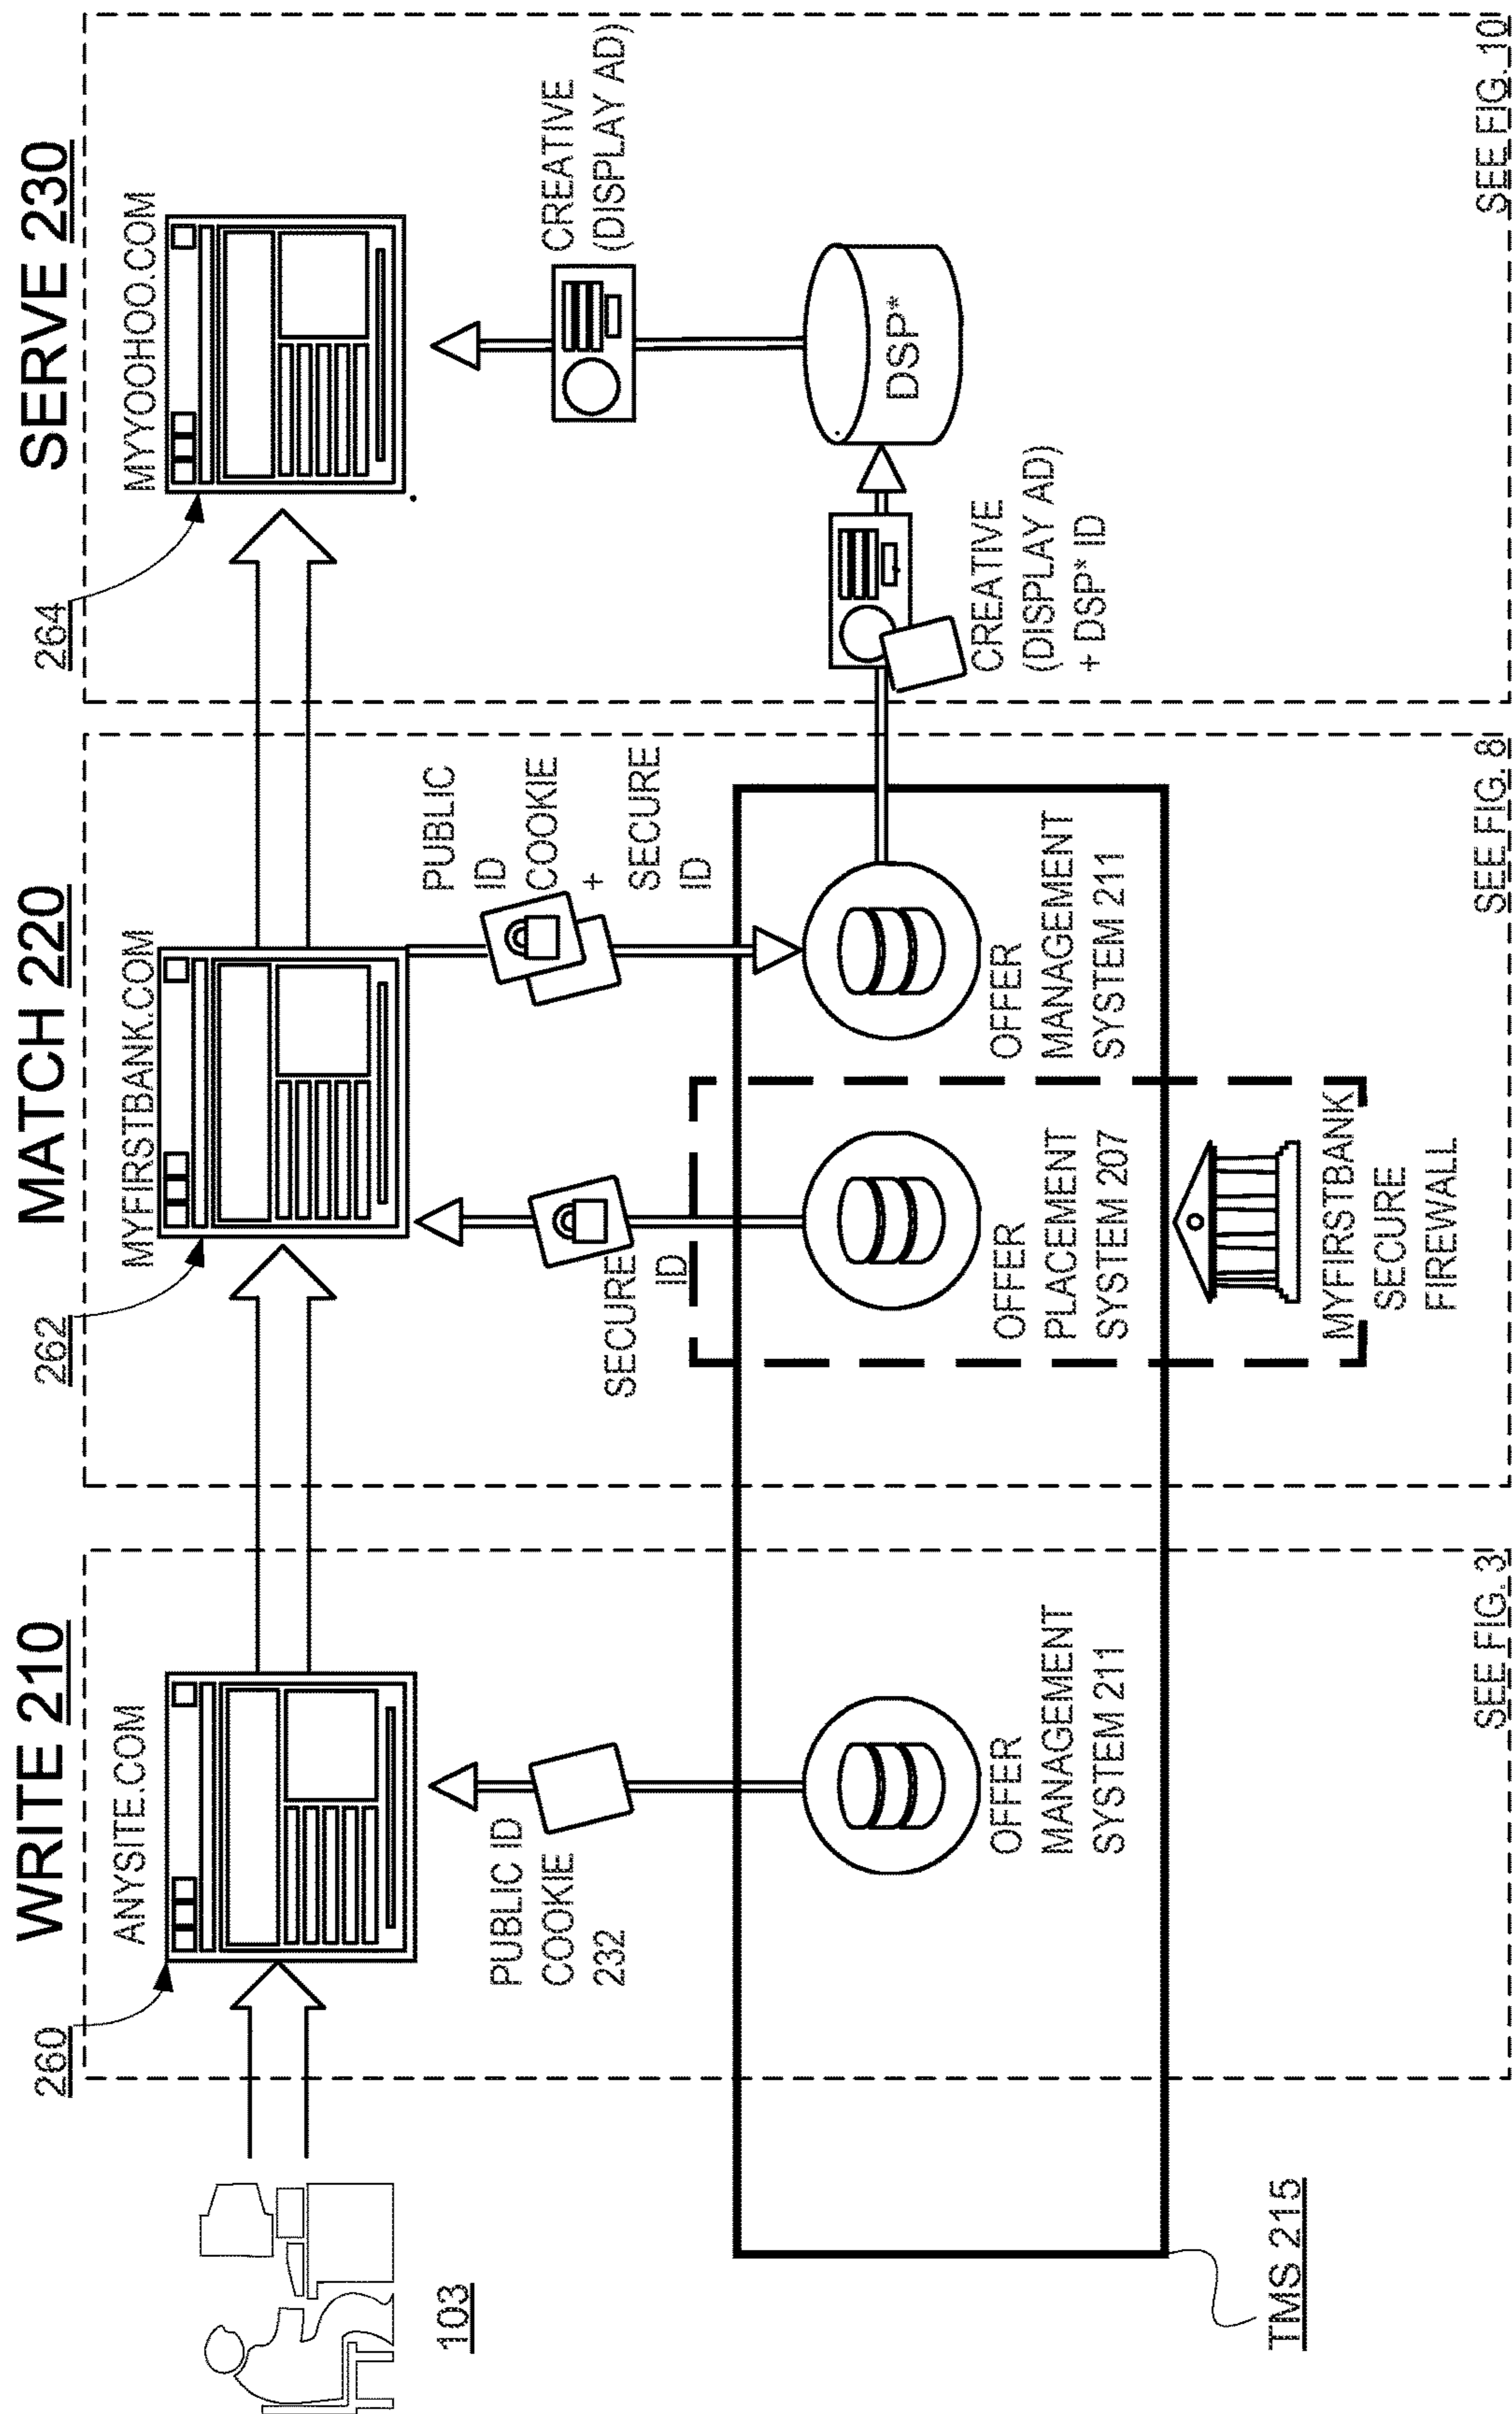 WRITE 210
260
ANYSITE.COM
PUBLIC ID
COOKIE
232
OFFER
MANAGEMENT
SYSTEM 211
SEE FIG. 3
103
TMS 215
MATCH 220
262
MYFIRSTBANK.COM
SECURE
ID
PUBLIC
ID
COOKIE
+
SECURE
ID
OFFER
PLACEMENT
SYSTEM 207
OFFER
MANAGEMENT
SYSTEM 211
MYFIRSTBANK
SECURE
FIREWALL
SEE FIG. 8
SERVE 230
264
MYYOOHOO.COM
CREATIVE
(DISPLAY AD)
DSP*
CREATIVE
(DISPLAY AD)
+ DSP* ID
SEE FIG. 10